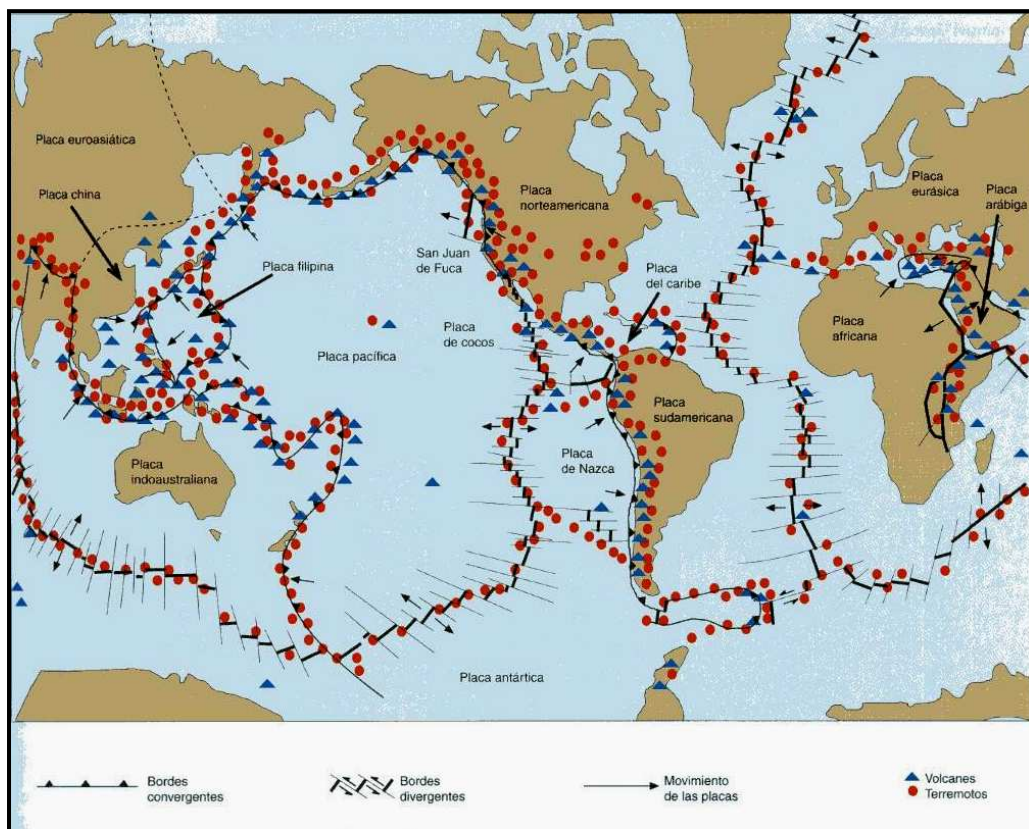 Placa euroasiática
Placa china
Placa filipina
Placa pacífica
Placa
indoaustraliana
San Juan
de Fuca
Placa
norteamericana
Placa
de cocos
Placa
del caribe
Placa
sudamericana
Placa
de Nazca
Placa antártica
Placa
eurásica
Placa
arábiga
Placa
africana
Bordes
convergentes
Bordes
divergentes
Movimiento
de las placas
Volcanes
Terremotos